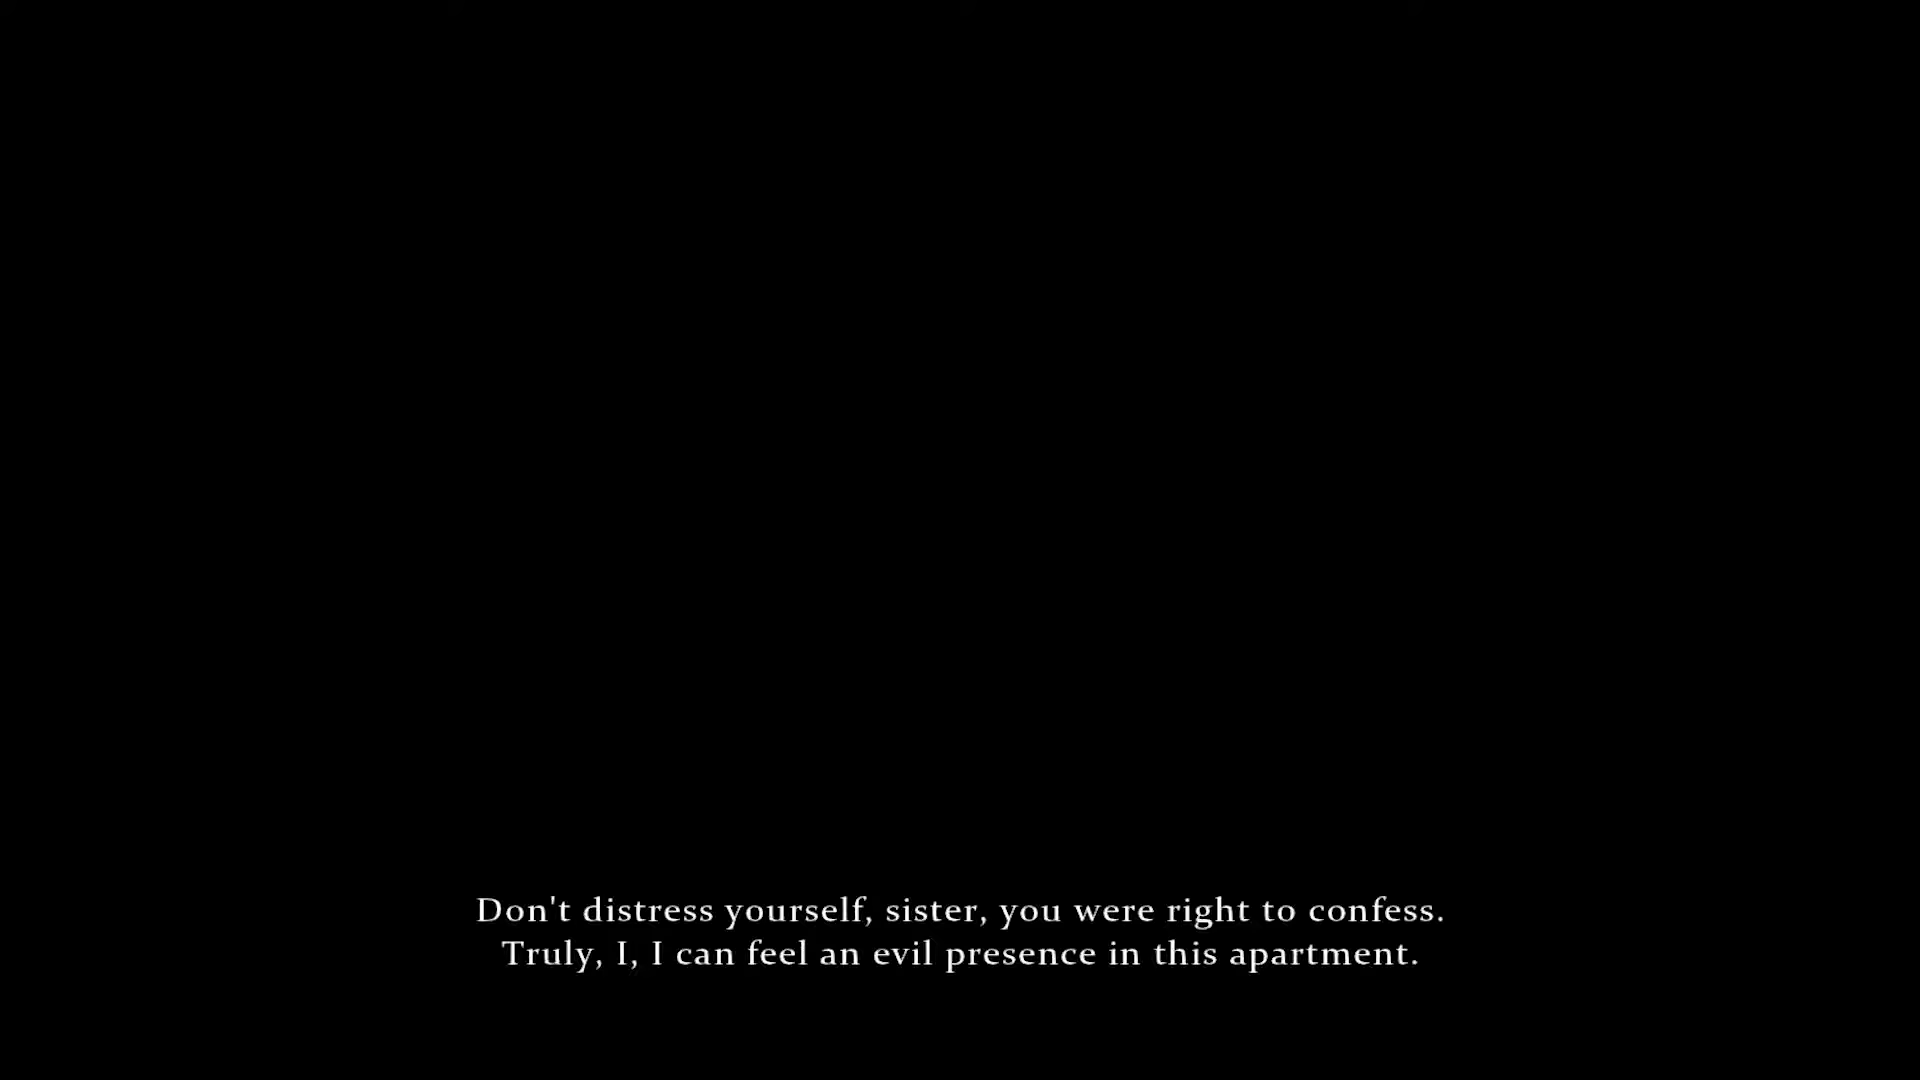 Don't distress yourself, sister, you were right to confess.
Truly, I, I can feel an evil presence in this apartment.